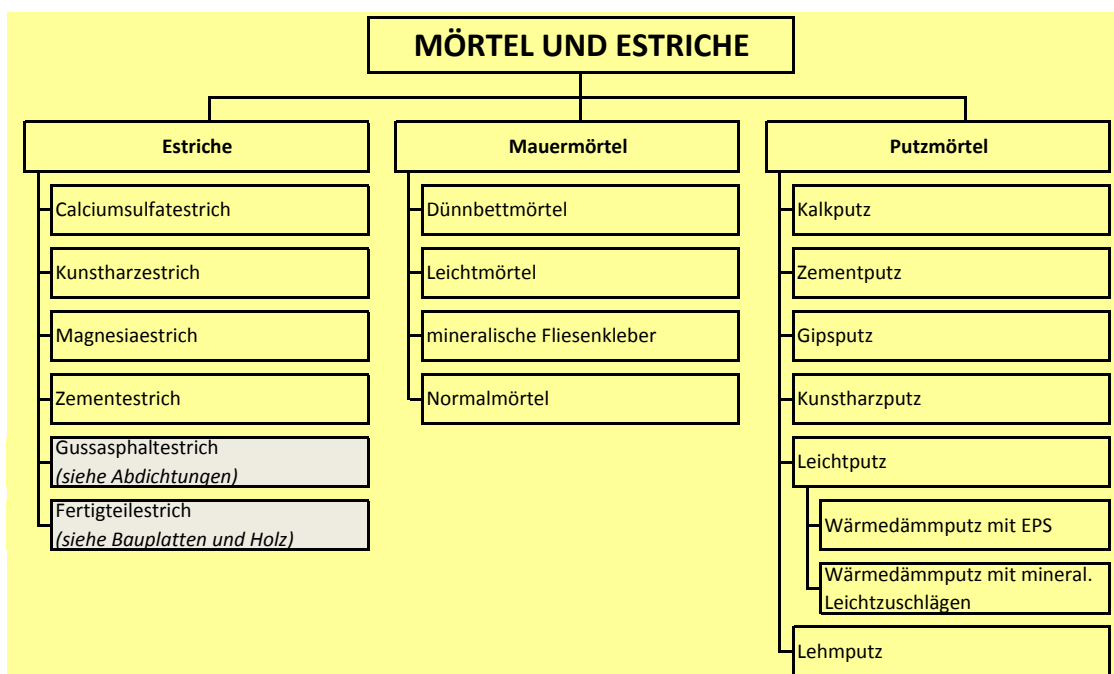 MÖRTEL UND ESTRICHE
Estriche
Calciumsulfatestrich
Kunstharzestrich
Magnesiaestrich
Zementestrich
Gussasphaltestrich
(siehe Abdichtungen)
Fertigteilestrich
(siehe Bauplatten und Holz)
Mauermörtel
Dünnbettmörtel
Leichtmörtel
mineralische Fliesenkleber
Normalmörtel
Putzmörtel
Kalkputz
Zementputz
Gipsputz
Kunstharzputz
Leichtputz
Wärmedämmputz mit EPS
Wärmedämmputz mit mineral.
Leichtzuschlägen
Lehmputz